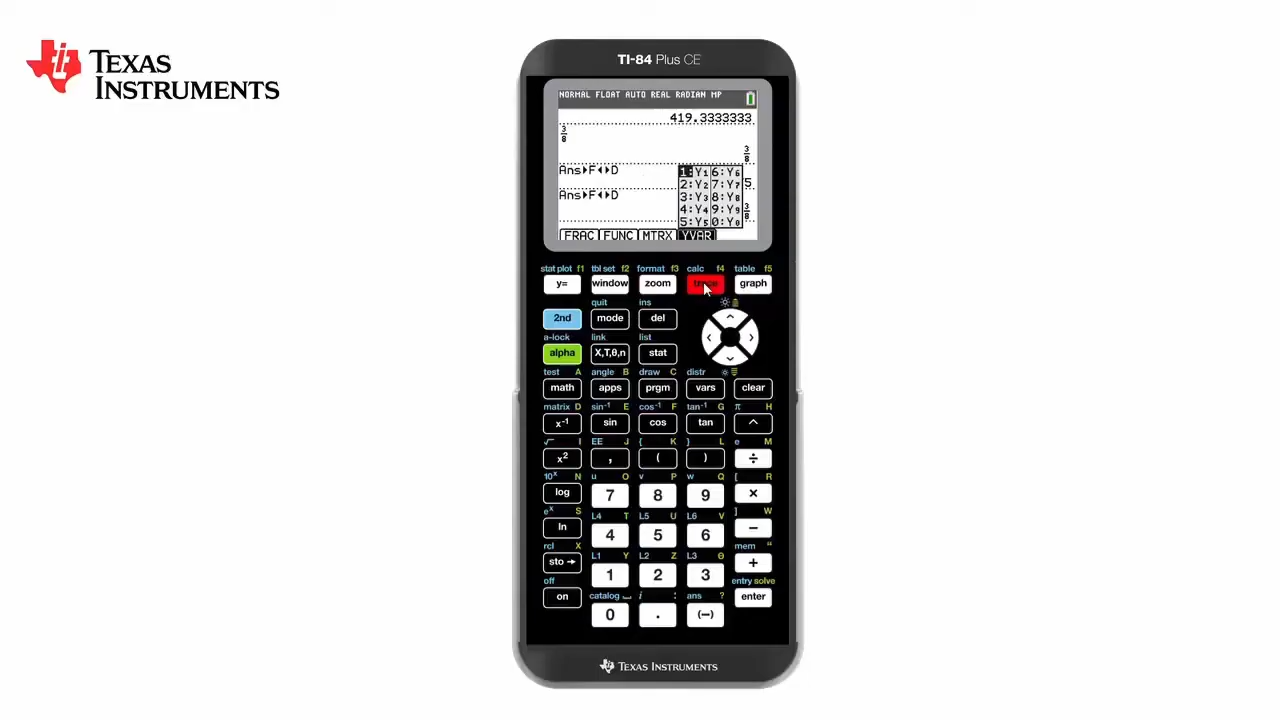 TEXAS
INSTRUMENTS
TI-84 Plus CE
NORMAL FLOAT AUTO REAL RADIAN MP
419.3333333
3
8
3
8
Ans▶F◀▶D
5
Ans▶F◀▶D
3
8
1:Y1 6:Y6
2:Y2 7:Y7
3:Y3 8:Y8
4:Y4 9:Y9
5:Y5 0:Y0
FRAC FUNC MTRX YVAR
stat plot f1 tbl set f2 format f3 calc f4 table f5
y= window zoom trace graph
quit ins
2nd mode del
a-lock link list
alpha X,T,θ,n stat
test A angle B draw C distr
math apps prgm vars clear
matrix D sin⁻¹ E cos⁻¹ F tan⁻¹ G π H
x⁻¹ sin cos tan ^
√ I EE J { K } L e M
x² , ( ) ÷
10ˣ N u O v P w Q [ R
log 7 8 9 ×
eˣ S L4 T L5 U L6 V ] W
ln 4 5 6 −
rcl X L1 Y L2 Z L3 θ mem "
sto→ 1 2 3 +
off catalog i : ans ? entry solve
on 0 . (−) enter
TEXAS INSTRUMENTS